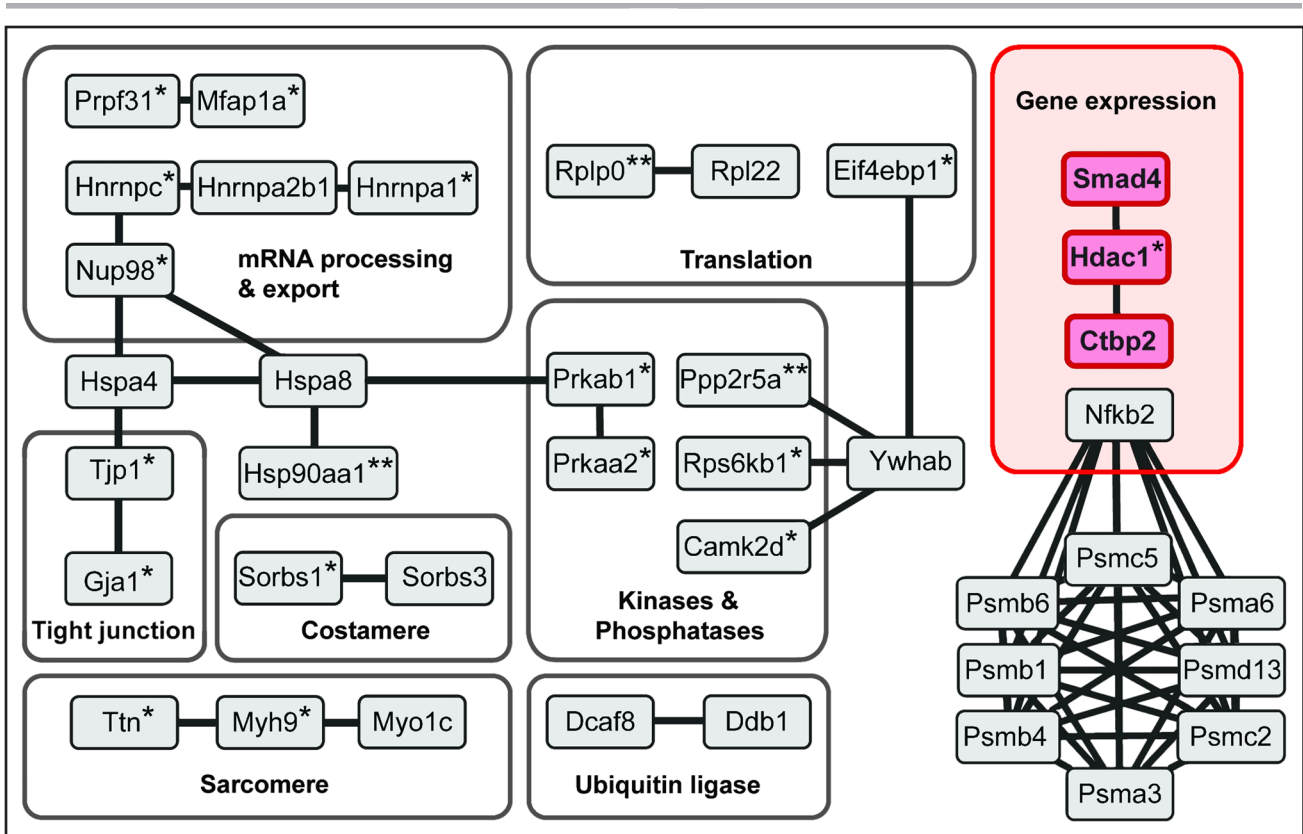 Prpf31* Mfap1a*
Hnrnpc* Hnrnpa2b1 Hnrnpa1*
Nup98*
mRNA processing
& export
Rplp0** Rpl22 Eif4ebp1*
Translation
Gene expression
Smad4
Hdac1*
Ctbp2
Nfkb2
Hspa4 Hspa8
Hsp90aa1**
Prkab1* Ppp2r5a**
Prkaa2* Rps6kb1* Ywhab
Camk2d*
Kinases &
Phosphatases
Tjp1*
Gja1*
Tight junction
Sorbs1* Sorbs3
Costamere
Psmc5
Psmb6 Psma6
Psmb1 Psmd13
Psmb4 Psmc2
Psma3
Ttn* Myh9* Myo1c
Sarcomere
Dcaf8 Ddb1
Ubiquitin ligase